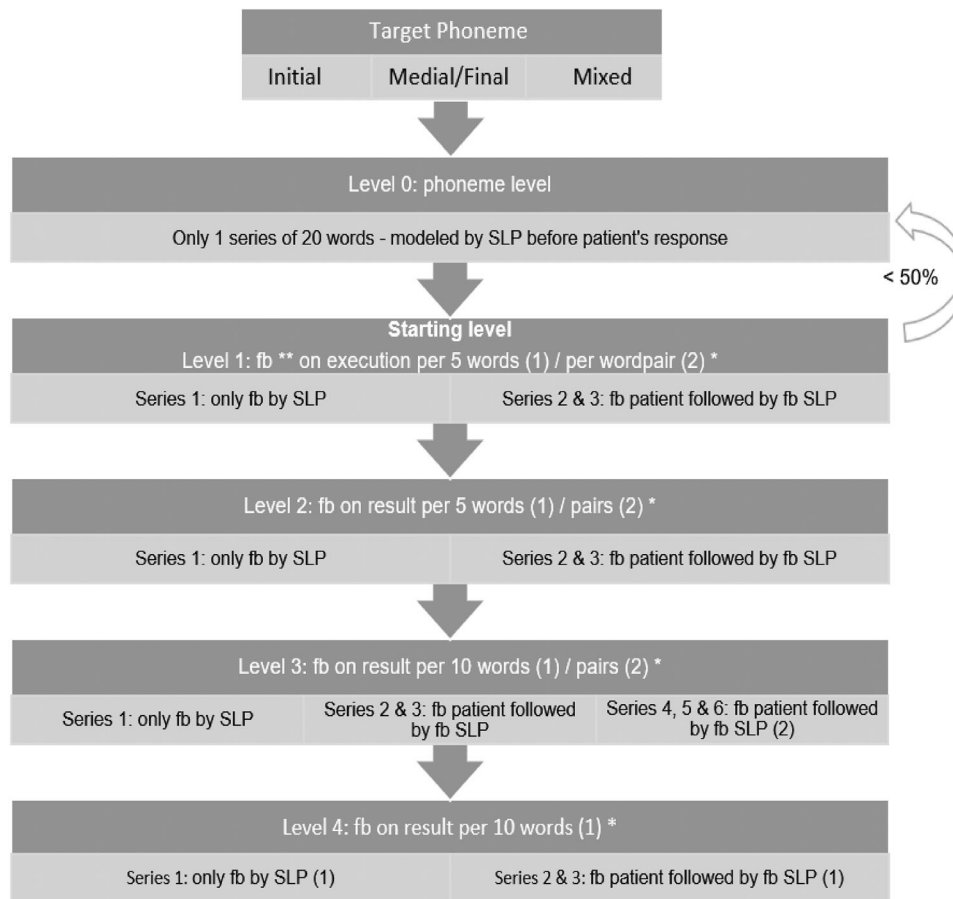 Target Phoneme
Initial Medial/Final Mixed
Level 0: phoneme level
Only 1 series of 20 words - modeled by SLP before patient's response
< 50%
Starting level
Level 1: fb ** on execution per 5 words (1) / per wordpair (2) *
Series 1: only fb by SLP Series 2 & 3: fb patient followed by fb SLP
Level 2: fb on result per 5 words (1) / pairs (2) *
Series 1: only fb by SLP Series 2 & 3: fb patient followed by fb SLP
Level 3: fb on result per 10 words (1) / pairs (2) *
Series 1: only fb by SLP
Series 2 & 3: fb patient followed
by fb SLP
Series 4, 5 & 6: fb patient followed
by fb SLP (2)
Level 4: fb on result per 10 words (1) *
Series 1: only fb by SLP (1) Series 2 & 3: fb patient followed by fb SLP (1)